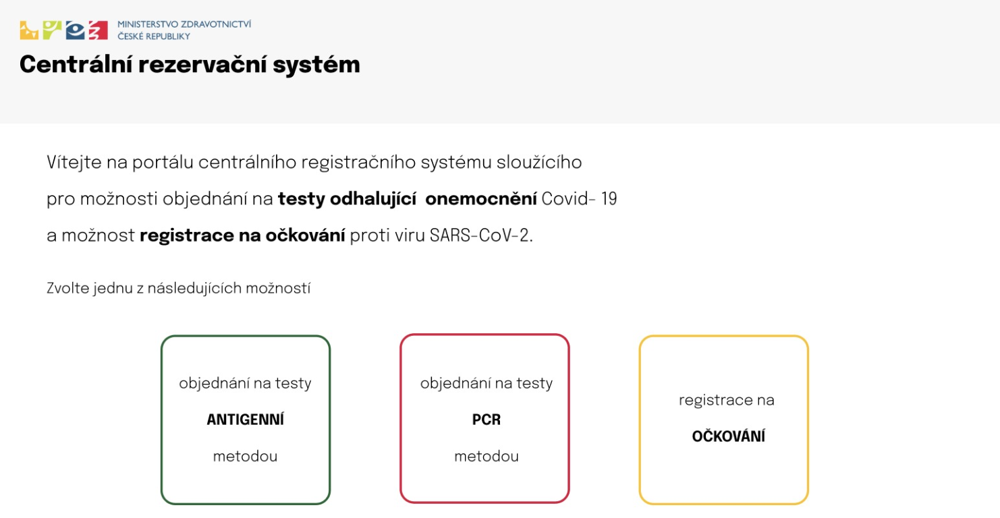 MINISTERSTVO ZDRAVOTNICTVÍ
ČESKÉ REPUBLIKY
Centrální rezervační systém
Vítejte na portálu centrálního registračního systému sloužícího
pro možnosti objednání na testy odhalující onemocnění Covid- 19
a možnost registrace na očkování proti viru SARS-CoV-2.
Zvolte jednu z následujících možností
objednání na testy
ANTIGENNÍ
metodou
objednání na testy
PCR
metodou
registrace na
OČKOVÁNÍ